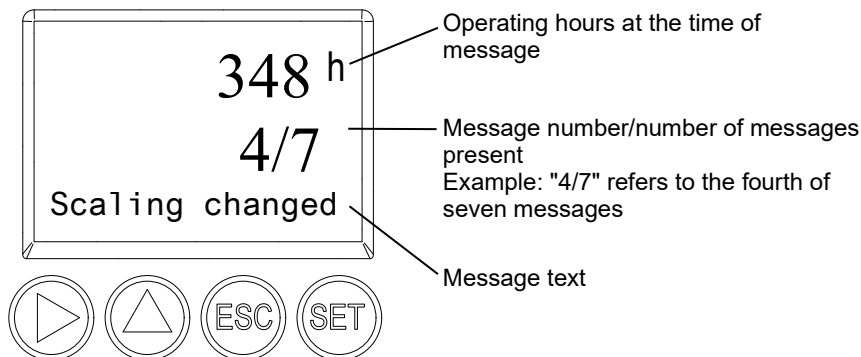 348 h
4/7
Scaling changed
ESC
SET
Operating hours at the time of
message
Message number/number of messages
present
Example: "4/7" refers to the fourth of
seven messages
Message text